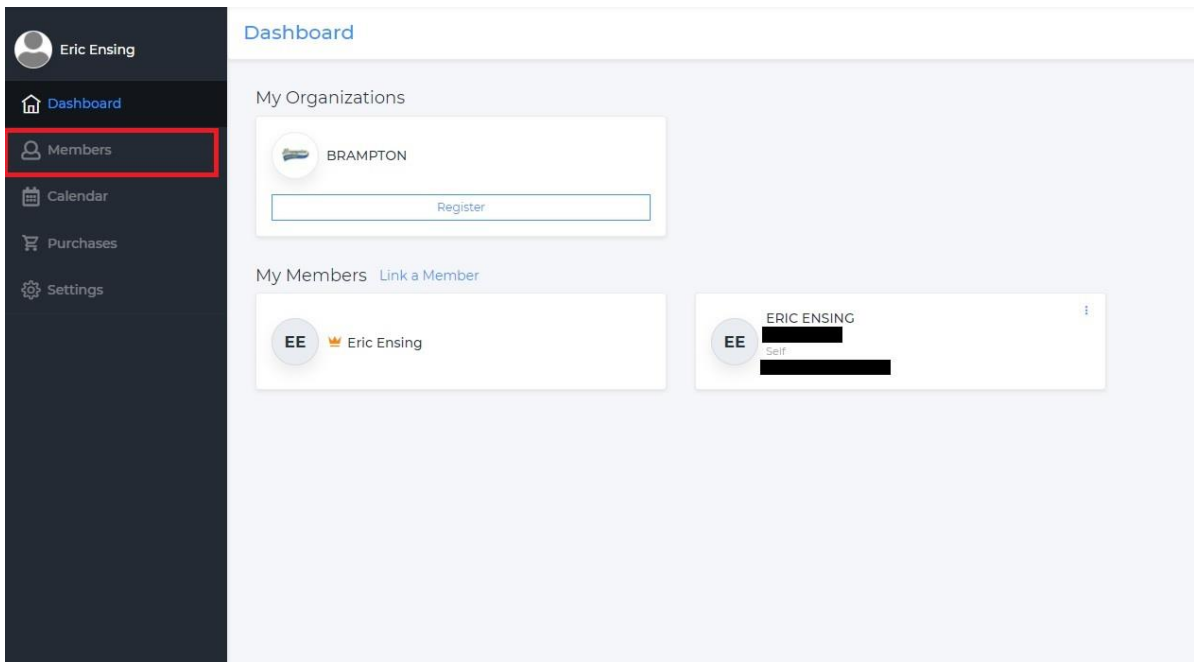 Eric Ensing
Dashboard
Members
Calendar
Purchases
Settings
Dashboard
My Organizations
BRAMPTON
Register
My Members Link a Member
EE Eric Ensing
ERIC ENSING
EE
Self